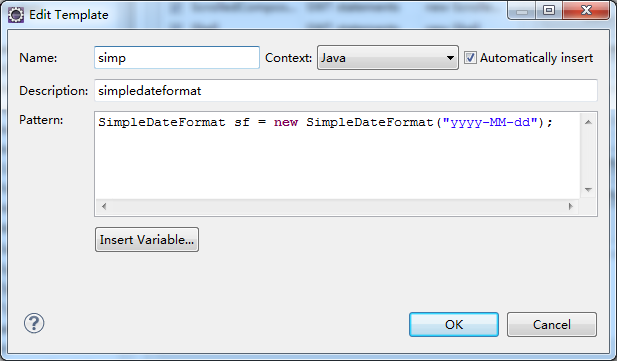 Edit Template
Name: simp Context: Java Automatically insert
Description: simpledateformat
Pattern: SimpleDateFormat sf = new SimpleDateFormat("yyyy-MM-dd");
Insert Variable...
? OK Cancel